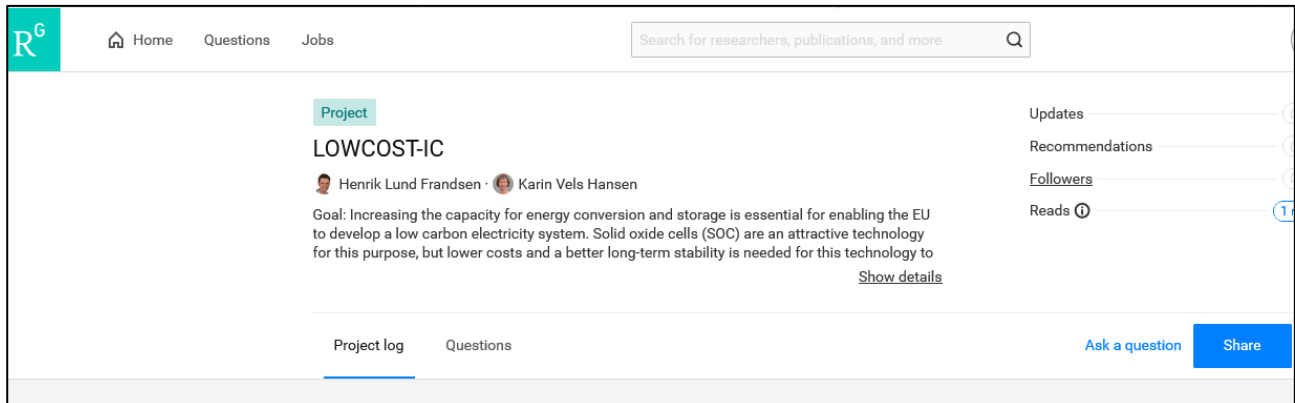 RG
Home Questions Jobs Search for researchers, publications, and more
Project
LOWCOST-IC
Henrik Lund Frandsen · Karin Vels Hansen
Goal: Increasing the capacity for energy conversion and storage is essential for enabling the EU
to develop a low carbon electricity system. Solid oxide cells (SOC) are an attractive technology
for this purpose, but lower costs and a better long-term stability is needed for this technology to
Show details
Updates
Recommendations
Followers
Reads
Project log Questions Ask a question Share